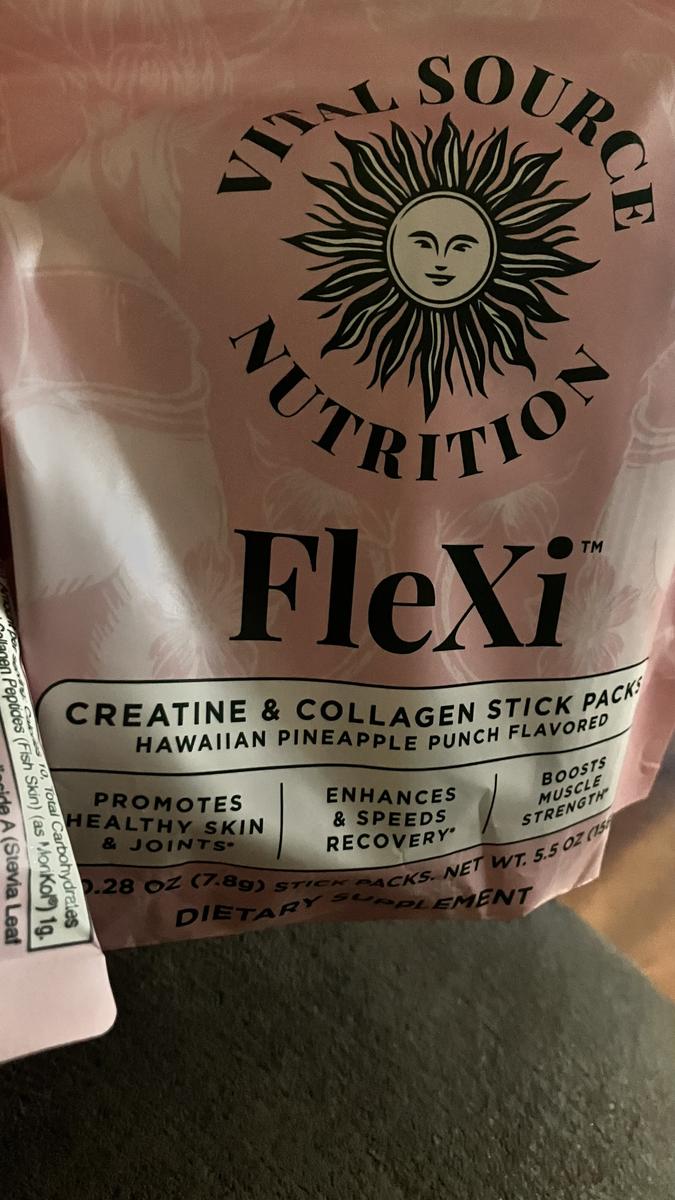 VITAL SOURCE
NUTRITION
FleXi™
CREATINE & COLLAGEN STICK PACKS
HAWAIIAN PINEAPPLE PUNCH FLAVORED
PROMOTES
HEALTHY SKIN
& JOINTS*
ENHANCES
& SPEEDS
RECOVERY*
BOOSTS
MUSCLE
STRENGTH*
0.28 OZ (7.8g) STICK PACKS. NET WT. 5.5 OZ
DIETARY SUPPLEMENT
Total Carbohydrates
Collagen Peptides (Fish Skin) (as MoriKol®) 1g.
A (Stevia Leaf